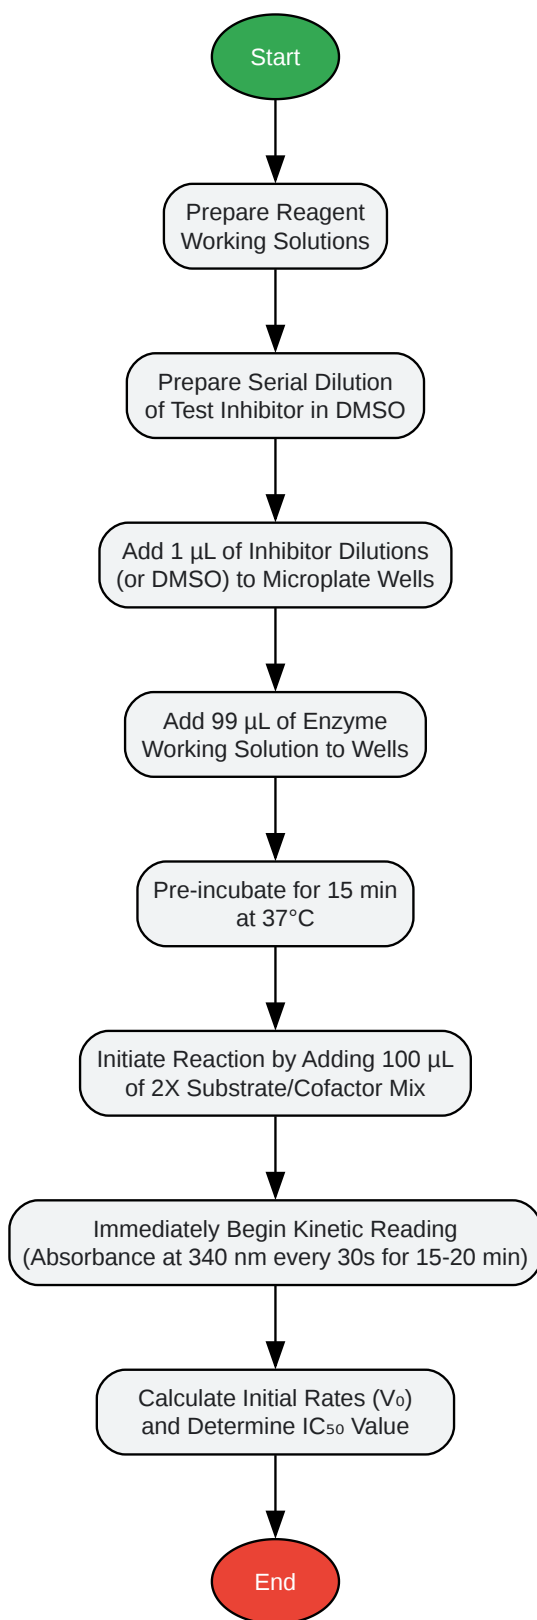 Start
Prepare Reagent
Working Solutions
Prepare Serial Dilution
of Test Inhibitor in DMSO
Add 1 µL of Inhibitor Dilutions
(or DMSO) to Microplate Wells
Add 99 µL of Enzyme
Working Solution to Wells
Pre-incubate for 15 min
at 37°C
Initiate Reaction by Adding 100 µL
of 2X Substrate/Cofactor Mix
Immediately Begin Kinetic Reading
(Absorbance at 340 nm every 30s for 15-20 min)
Calculate Initial Rates (V₀)
and Determine IC₅₀ Value
End